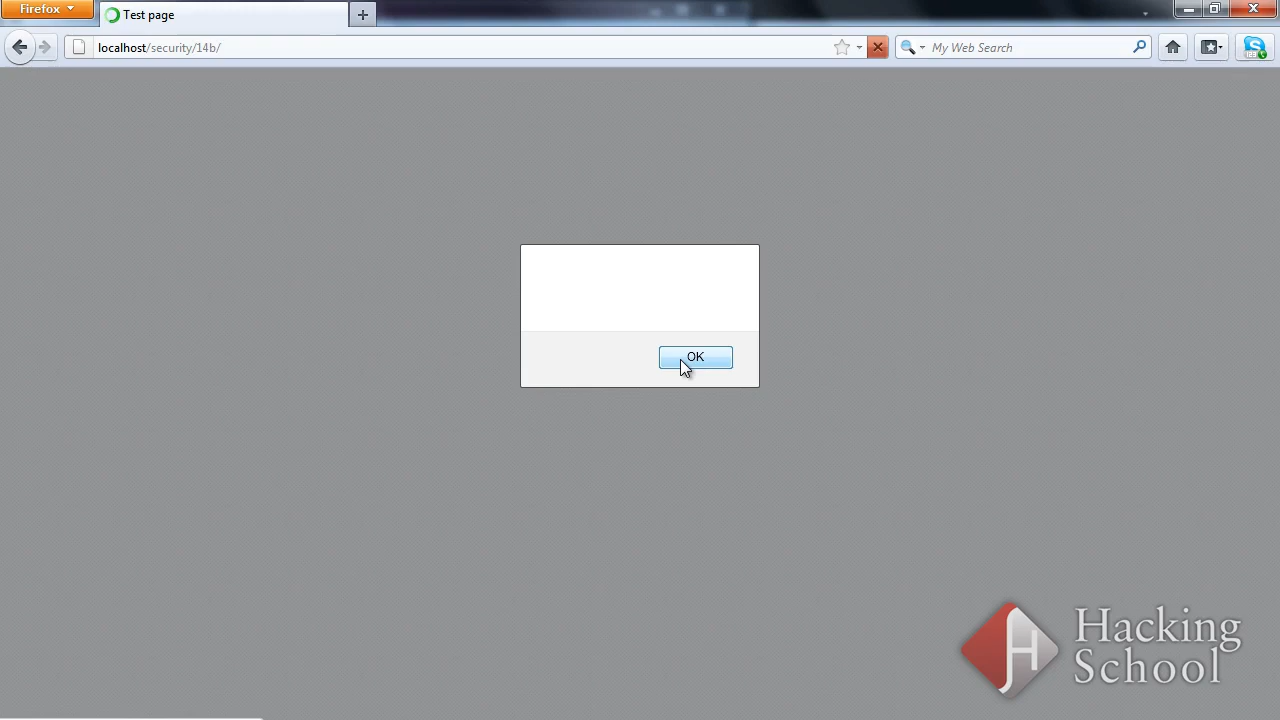 Firefox
Test page
localhost/security/14b/
My Web Search
OK
Hacking
School